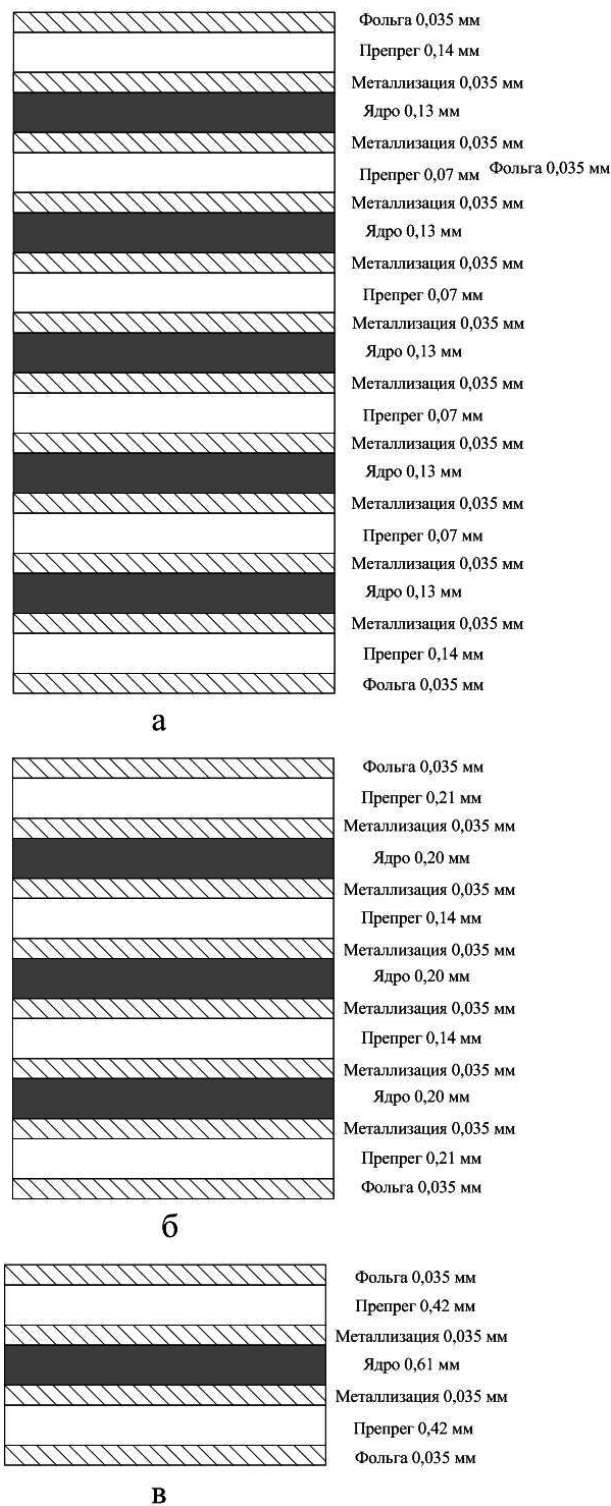 Фольга 0,035 мм
Препрег 0,14 мм
Металлизация 0,035 мм
Ядро 0,13 мм
Металлизация 0,035 мм
Препрег 0,07 мм Фольга 0,035 мм
Металлизация 0,035 мм
Ядро 0,13 мм
Металлизация 0,035 мм
Препрег 0,07 мм
Металлизация 0,035 мм
Ядро 0,13 мм
Металлизация 0,035 мм
Препрег 0,07 мм
Металлизация 0,035 мм
Ядро 0,13 мм
Металлизация 0,035 мм
Препрег 0,07 мм
Металлизация 0,035 мм
Ядро 0,13 мм
Металлизация 0,035 мм
Препрег 0,14 мм
Фольга 0,035 мм
а
Фольга 0,035 мм
Препрег 0,21 мм
Металлизация 0,035 мм
Ядро 0,20 мм
Металлизация 0,035 мм
Препрег 0,14 мм
Металлизация 0,035 мм
Ядро 0,20 мм
Металлизация 0,035 мм
Препрег 0,14 мм
Металлизация 0,035 мм
Ядро 0,20 мм
Металлизация 0,035 мм
Препрег 0,21 мм
Фольга 0,035 мм
б
Фольга 0,035 мм
Препрег 0,42 мм
Металлизация 0,035 мм
Ядро 0,61 мм
Металлизация 0,035 мм
Препрег 0,42 мм
Фольга 0,035 мм
в